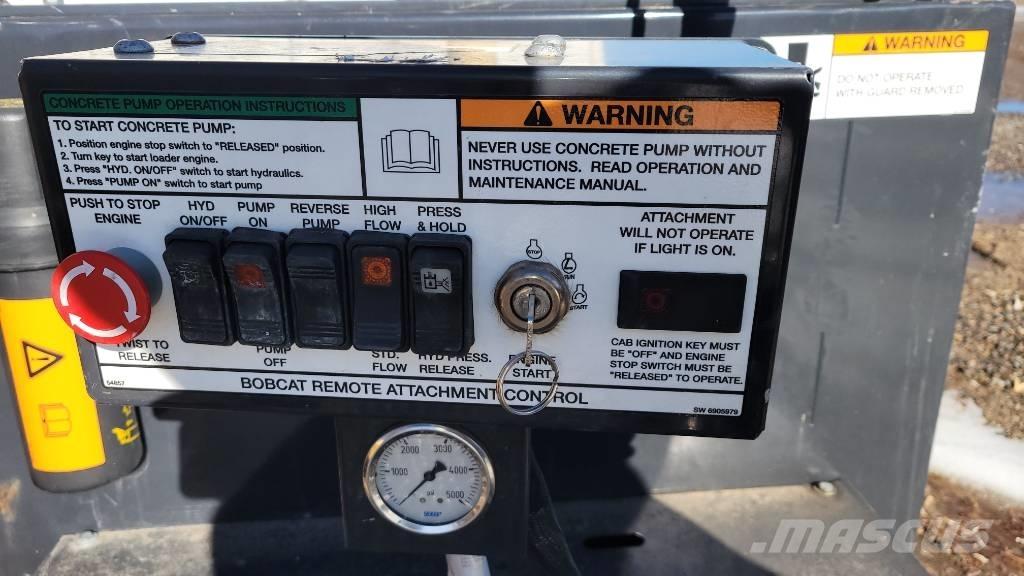 WARNING
DO NOT OPERATE
WITH GUARD REMOVED
CONCRETE PUMP OPERATION INSTRUCTIONS
TO START CONCRETE PUMP:
1. Position engine stop switch to "RELEASED" position.
2. Turn key to start loader engine.
3. Press "HYD. ON/OFF" switch to start hydraulics.
4. Press "PUMP ON" switch to start pump
WARNING
NEVER USE CONCRETE PUMP WITHOUT
INSTRUCTIONS. READ OPERATION AND
MAINTENANCE MANUAL.
PUSH TO STOP
ENGINE
HYD
ON/OFF
PUMP
ON
REVERSE
PUMP
HIGH
FLOW
PRESS
& HOLD
ATTACHMENT
WILL NOT OPERATE
IF LIGHT IS ON.
STOP
RUN
START
TWIST TO
RELEASE
PUMP
OFF
STD.
FLOW
HYD PRESS.
RELEASE
ENGINE
START
CAB IGNITION KEY MUST
BE "OFF" AND ENGINE
STOP SWITCH MUST BE
"RELEASED" TO OPERATE.
54857
BOBCAT REMOTE ATTACHMENT CONTROL
SW 6905979
1000
2000
3000
4000
5000
psi
MASCUS